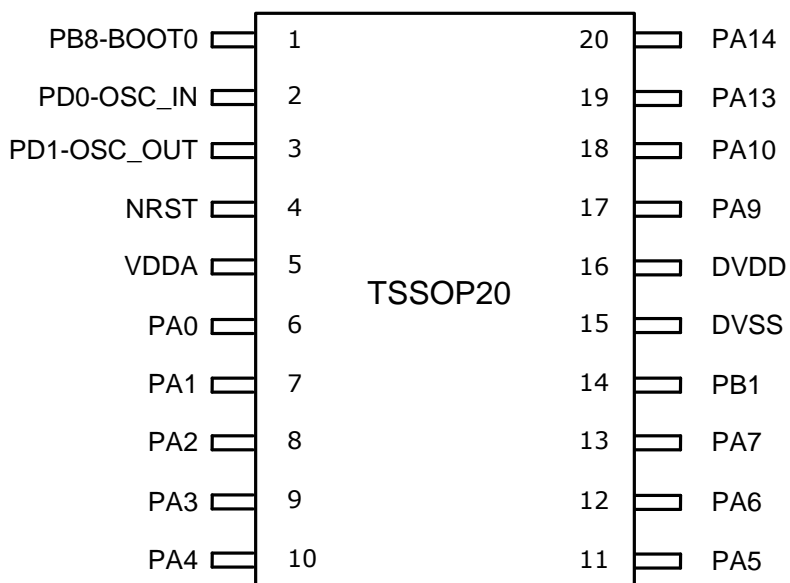 PB8-BOOT0 1 20 PA14
PD0-OSC_IN 2 19 PA13
PD1-OSC_OUT 3 18 PA10
NRST 4 17 PA9
VDDA 5 16 DVDD
TSSOP20
PA0 6 15 DVSS
PA1 7 14 PB1
PA2 8 13 PA7
PA3 9 12 PA6
PA4 10 11 PA5